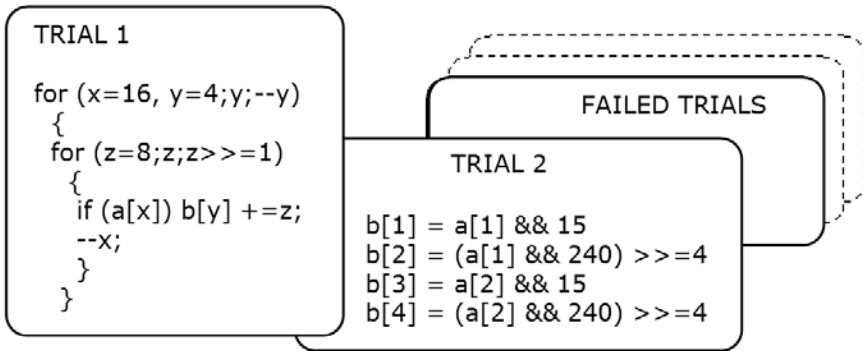 TRIAL 1
for (x=16, y=4;y;--y)
{
for (z=8;z;z>>=1)
{
if (a[x]) b[y] +=z;
--x;
}
}
FAILED TRIALS
TRIAL 2
b[1] = a[1] && 15
b[2] = (a[1] && 240) >>=4
b[3] = a[2] && 15
b[4] = (a[2] && 240) >>=4